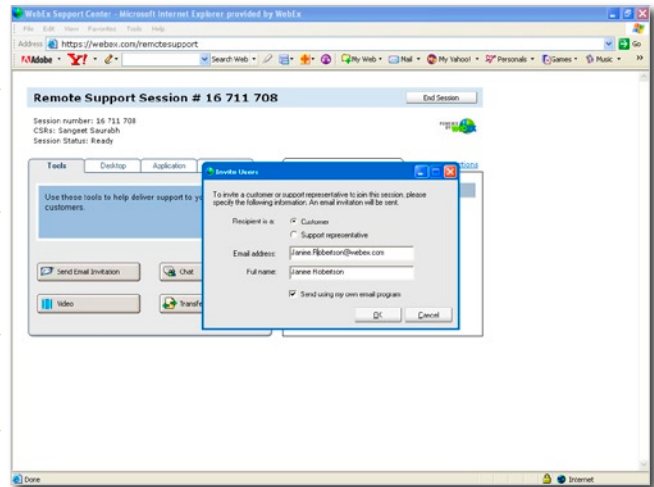 WebEx Support Center - Microsoft Internet Explorer provided by WebEx
File Edit View Favorites Tools Help
Address https://webex.com/remotesupport Go
Adobe Y! Search Web My Web Mail My Yahoo! Personals Games Music »
Remote Support Session # 16 711 708
End Session
Session number: 16 711 708
CSRs: Sangeet Saurabh
Session Status: Ready
POWERED BY
Tools Desktop Application
Use these tools to help deliver support to
customers.
Send Email Invitation Chat
Video Transfe
Invite Users
To invite a customer or support representative to join this session, please
specify the following information. An email invitation will be sent.
Recipient is a: Customer
Support representative
Email address: Janine.Robertson@webex.com
Full name: Janine Robertson
Send using my own email program
OK Cancel
Done Internet